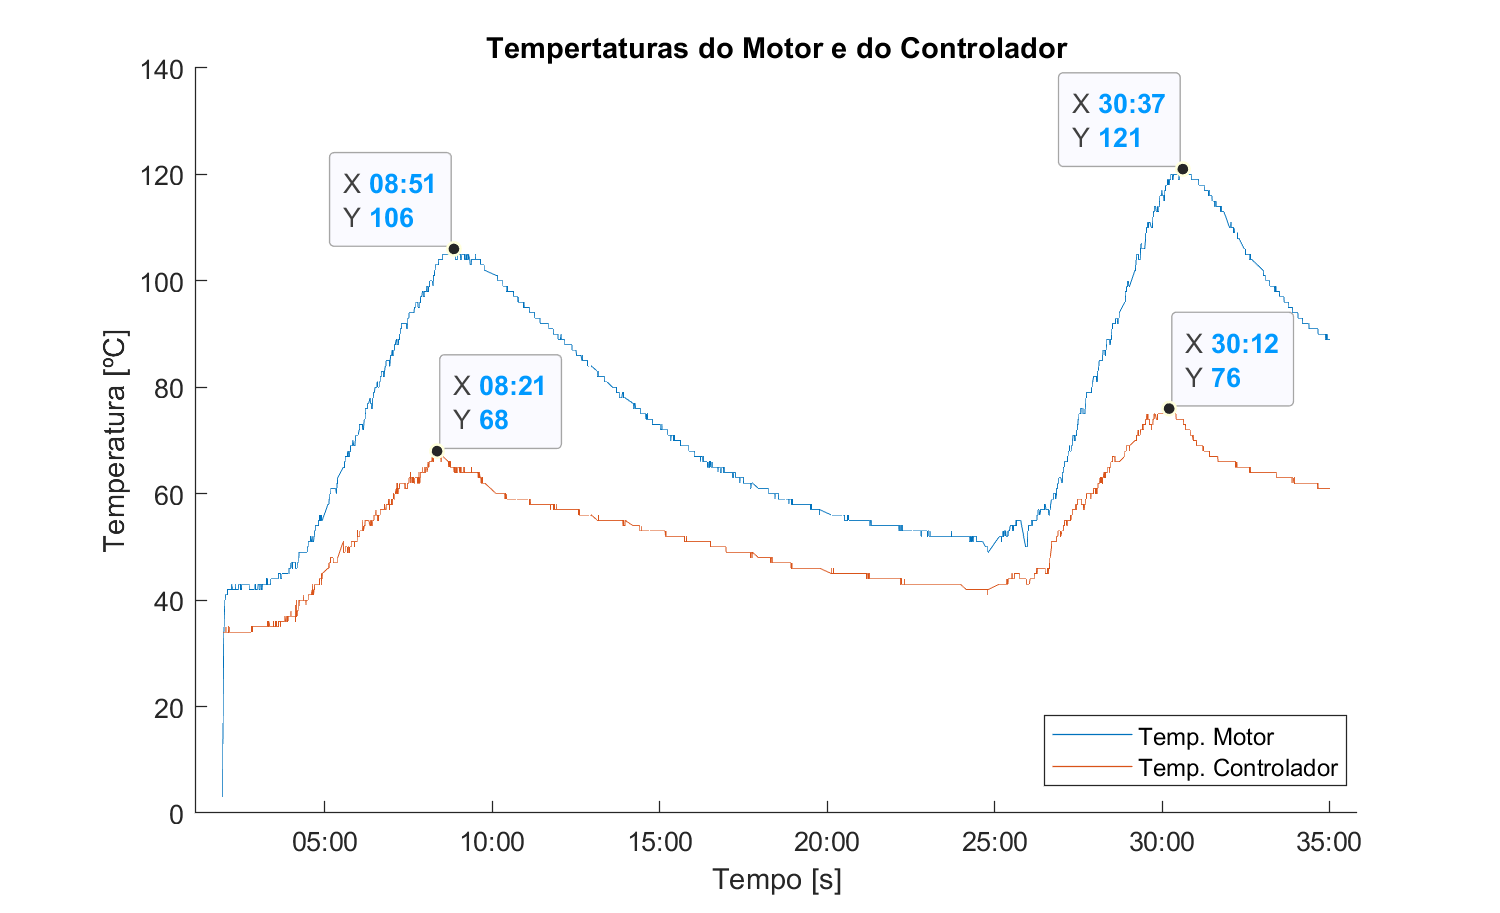 Tempertaturas do Motor e do Controlador
140
120
100
80
60
40
20
0
Temperatura [ºC]
X 08:51
Y 106
X 08:21
Y 68
X 30:37
Y 121
X 30:12
Y 76
Temp. Motor
Temp. Controlador
05:00
10:00
15:00
20:00
25:00
30:00
35:00
Tempo [s]